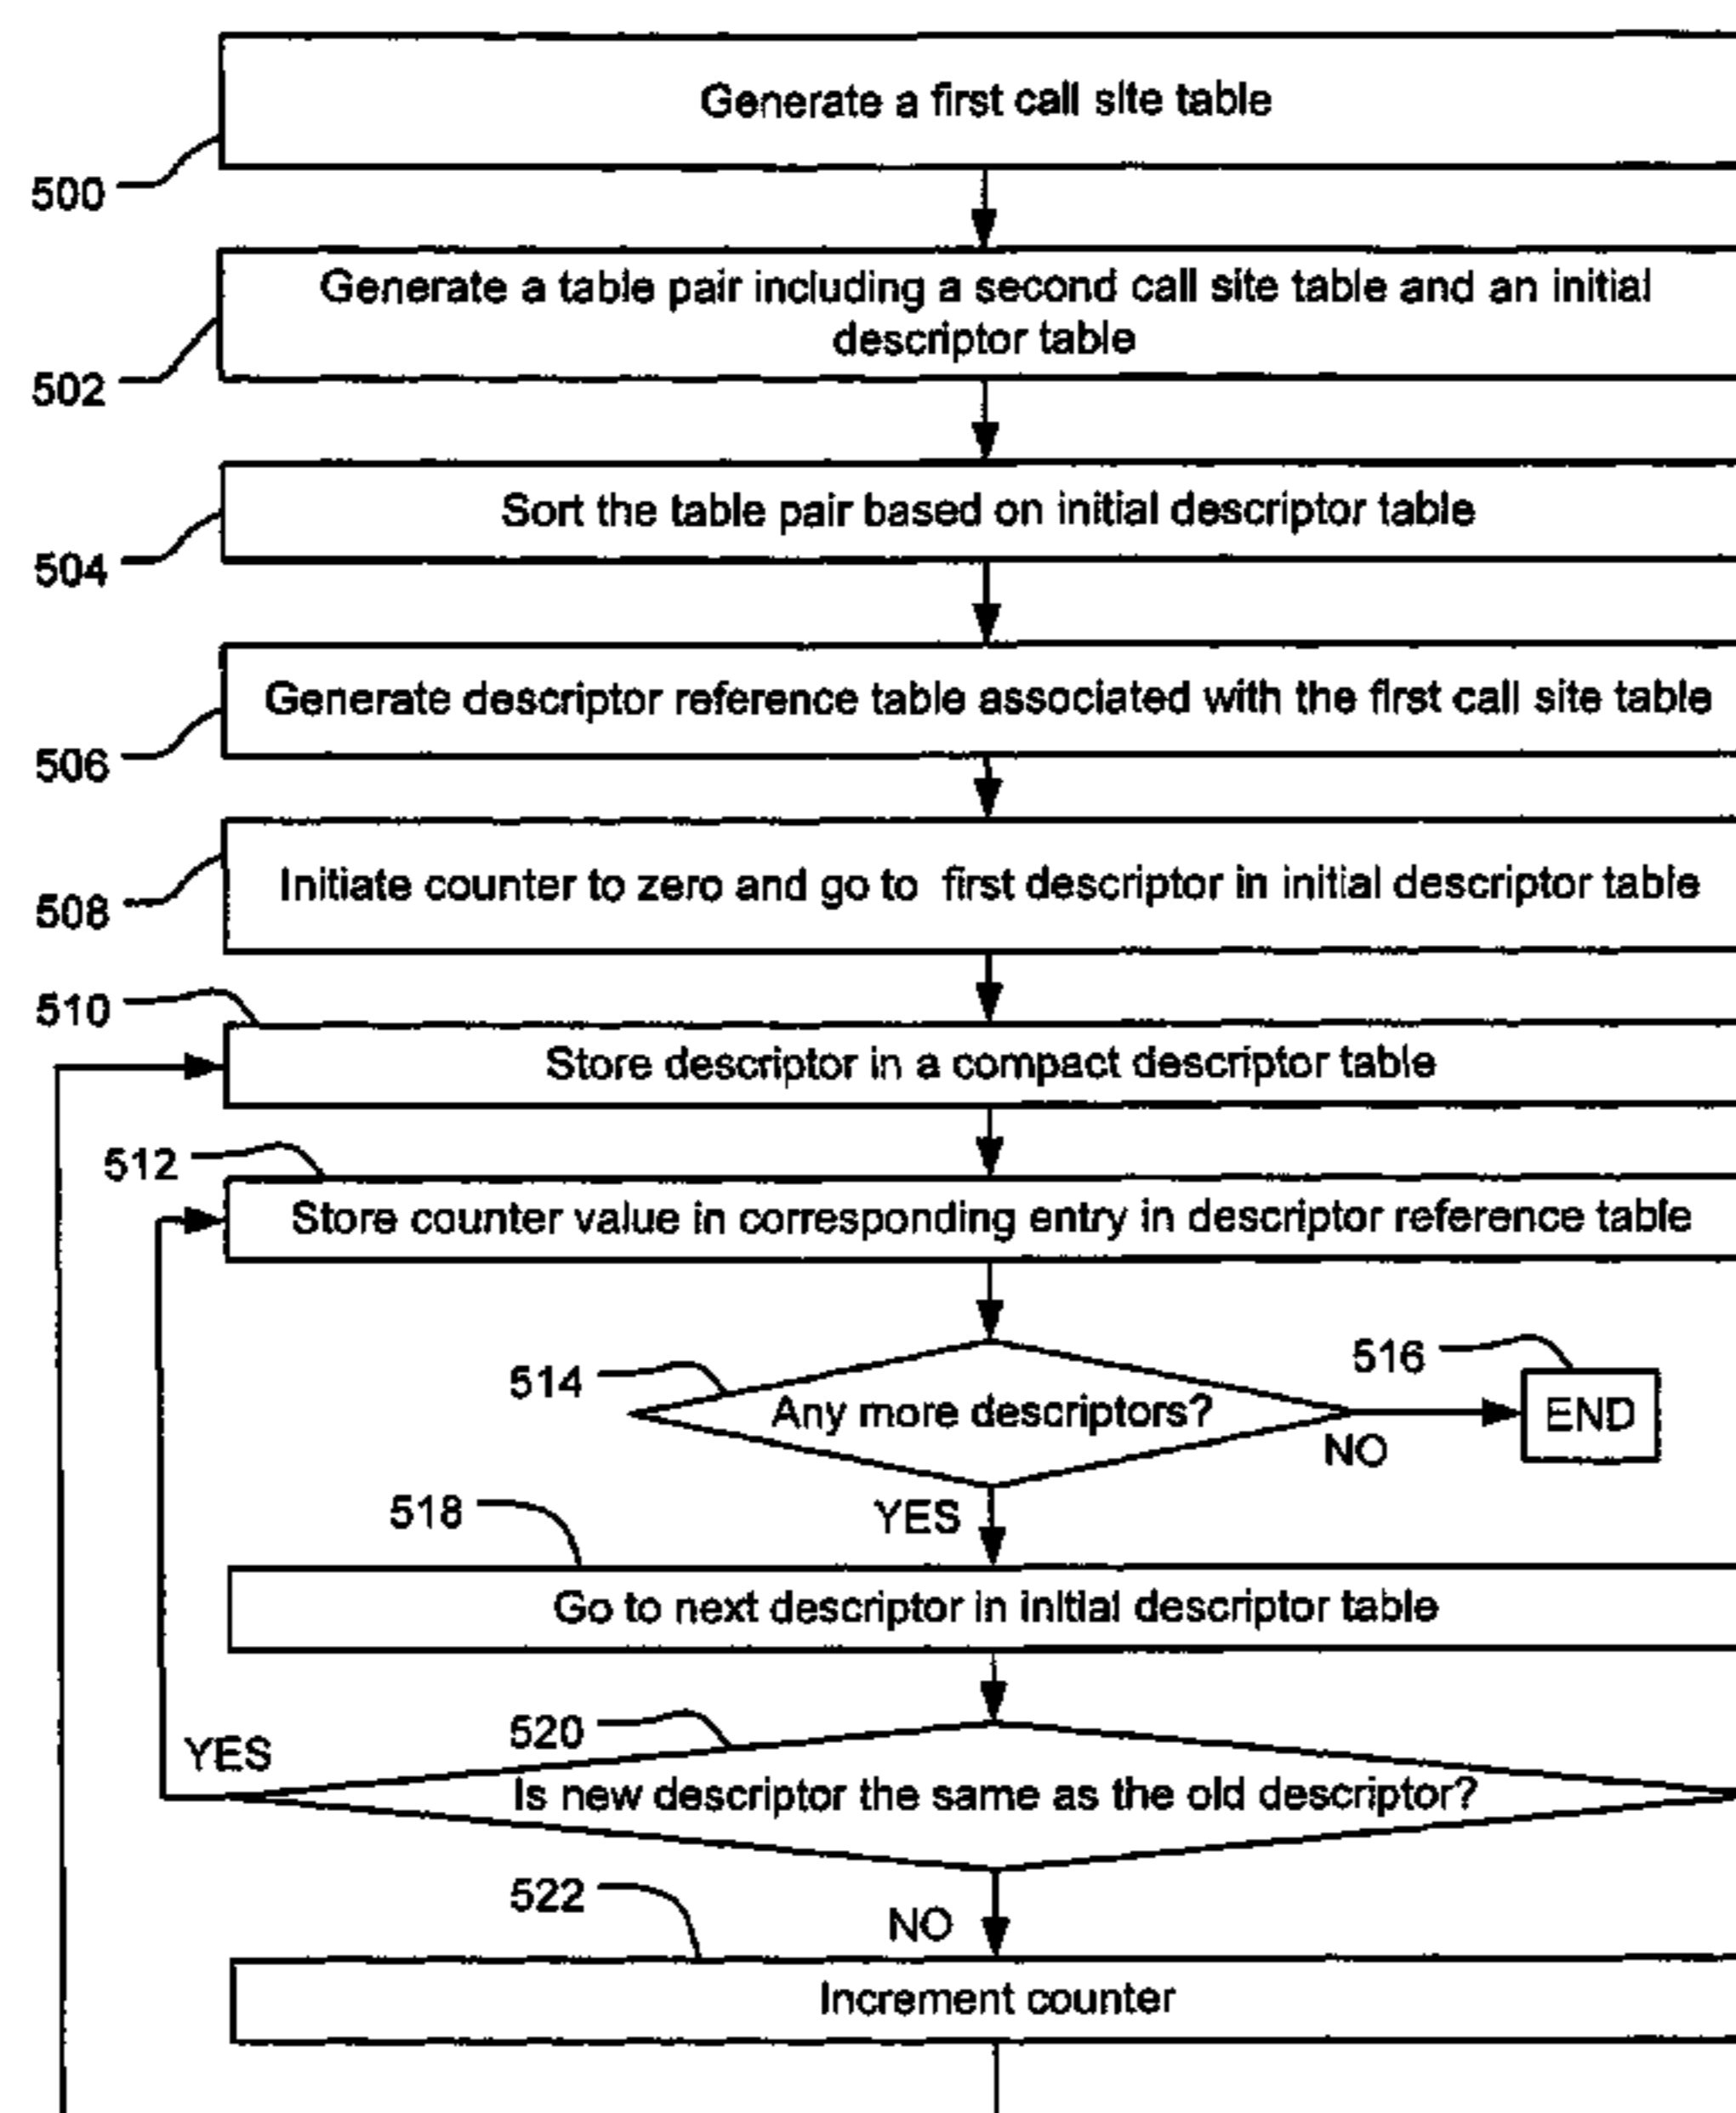 Generate a first call site table
500
Generate a table pair including a second call site table and an initial
descriptor table
502
Sort the table pair based on initial descriptor table
504
Generate descriptor reference table associated with the first call site table
506
Initiate counter to zero and go to first descriptor in initial descriptor table
508
510
Store descriptor in a compact descriptor table
512
Store counter value in corresponding entry in descriptor reference table
514
Any more descriptors?
516
END
NO
YES
518
Go to next descriptor in initial descriptor table
520
YES
Is new descriptor the same as the old descriptor?
522
NO
Increment counter